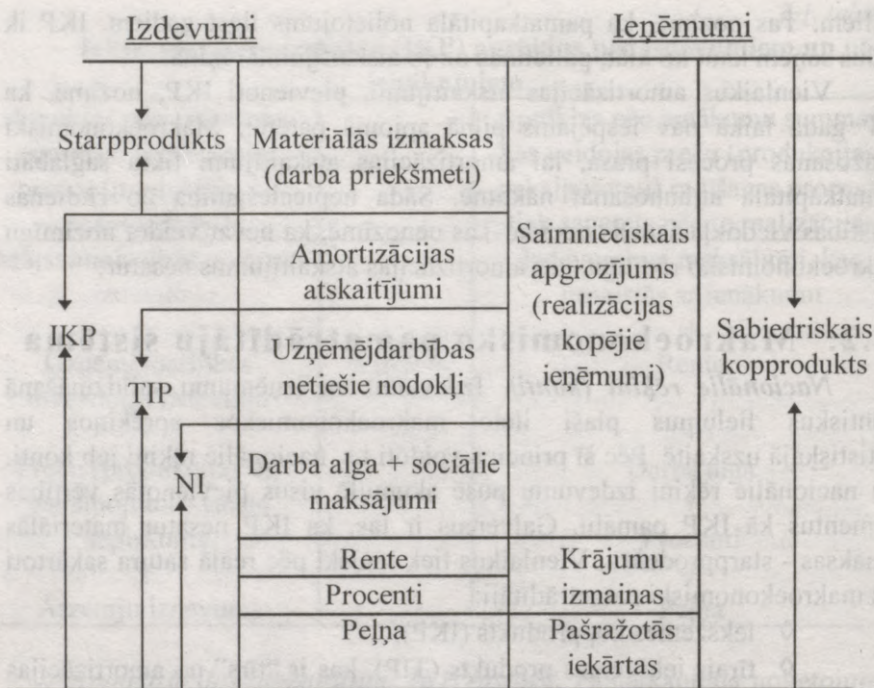 Izdevumi
Ieņēmumi
Starpprodukts
Materiālās izmaksas
(darba priekšmeti)
Amortizācijas
atskaitījumi
Saimnieciskais
apgrozījums
(realizācijas
kopējie
ieņēmumi)
IKP
Uzņēmējdarbības
netiešie nodokļi
Sabiedriskais
kopprodukts
TIP
NI
Darba alga + sociālie
maksājumi
Rente
Procenti
Peļņa
Krājumu
izmaiņas
Pašražotās
iekārtas